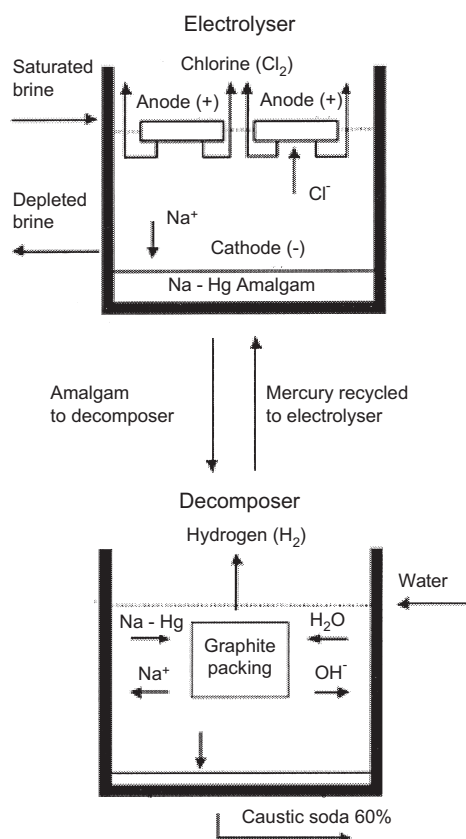 Electrolyser
Saturated
brine
Chlorine (Cl₂)
Anode (+)
Anode (+)
Depleted
brine
Cl⁻
Na⁺
Cathode (-)
Na - Hg Amalgam
Amalgam
to decomposer
Mercury recycled
to electrolyser
Decomposer
Hydrogen (H₂)
Water
Na - Hg
H₂O
Graphite
packing
Na⁺
OH⁻
Caustic soda 60%